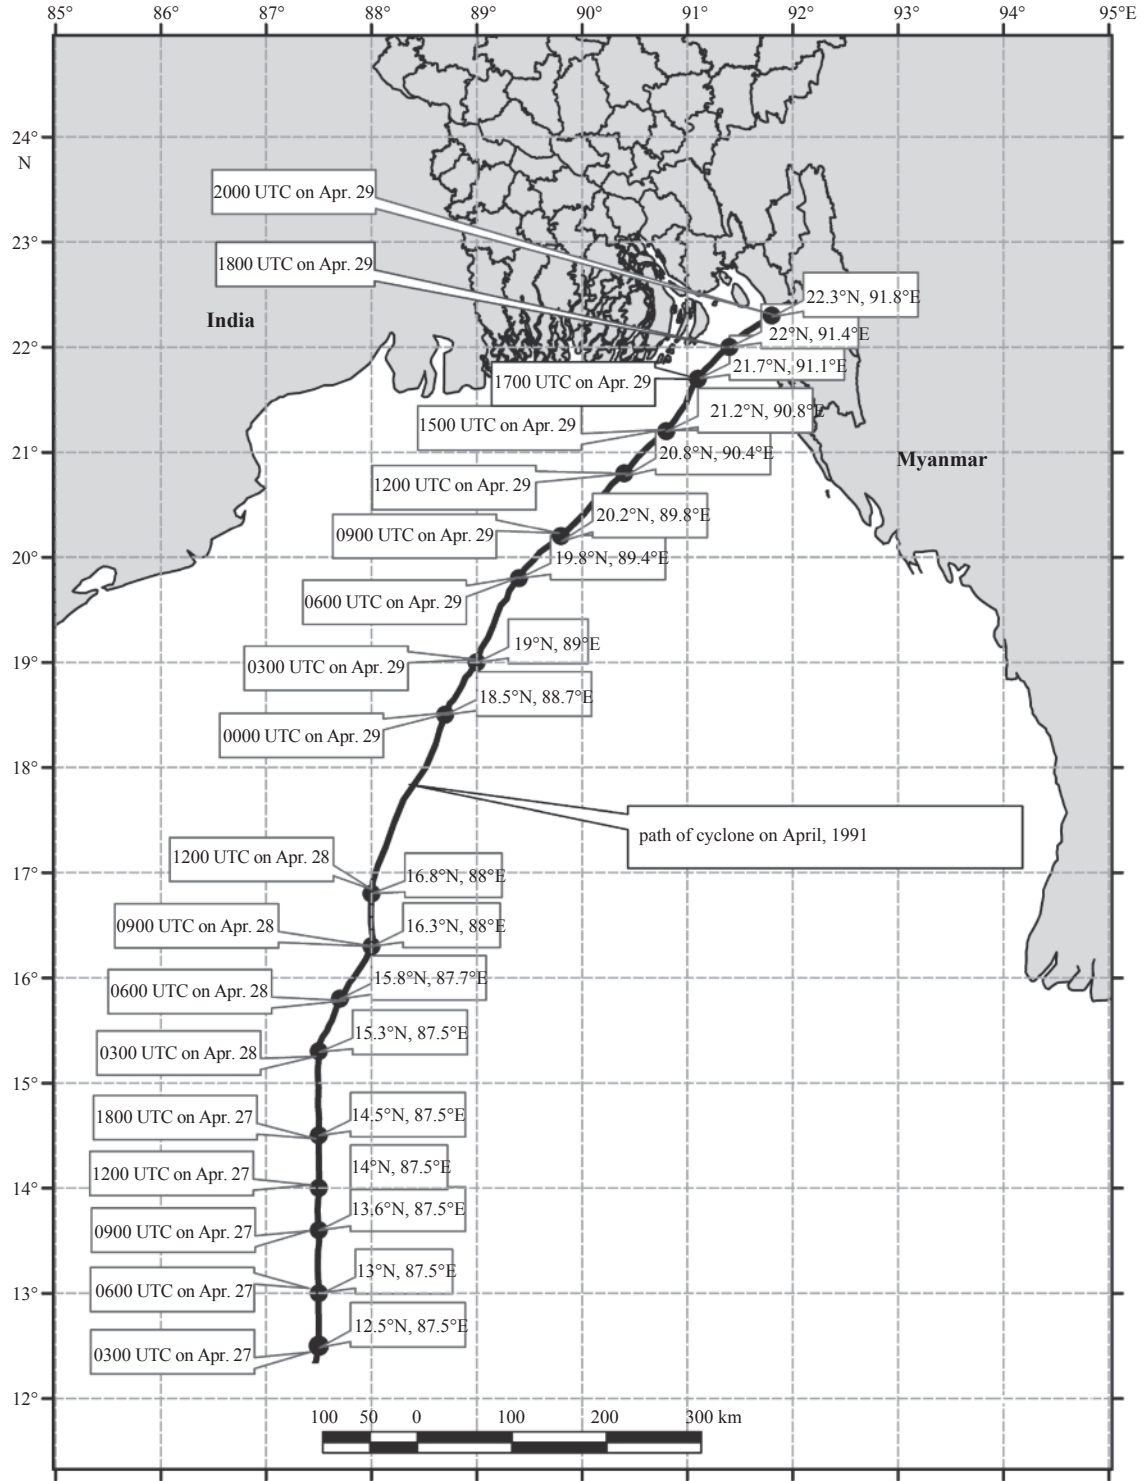 85° 86° 87° 88° 89° 90° 91° 92° 93° 94° 95°E
24°
N
2000 UTC on Apr. 29
23°
1800 UTC on Apr. 29
22.3°N, 91.8°E
India
22°N, 91.4°E
22°
21.7°N, 91.1°E
1700 UTC on Apr. 29
21.2°N, 90.8°E
1500 UTC on Apr. 29
21°
20.8°N, 90.4°E
Myanmar
1200 UTC on Apr. 29
20.2°N, 89.8°E
0900 UTC on Apr. 29
20°
19.8°N, 89.4°E
0600 UTC on Apr. 29
19°N, 89°E
19°
0300 UTC on Apr. 29
18.5°N, 88.7°E
0000 UTC on Apr. 29
18°
path of cyclone on April, 1991
1200 UTC on Apr. 28
17°
16.8°N, 88°E
0900 UTC on Apr. 28
16.3°N, 88°E
16°
15.8°N, 87.7°E
0600 UTC on Apr. 28
15.3°N, 87.5°E
0300 UTC on Apr. 28
15°
1800 UTC on Apr. 27
14.5°N, 87.5°E
1200 UTC on Apr. 27
14°N, 87.5°E
14°
13.6°N, 87.5°E
0900 UTC on Apr. 27
13°N, 87.5°E
13°
0600 UTC on Apr. 27
12.5°N, 87.5°E
0300 UTC on Apr. 27
12°
100 50 0 100 200 300 km